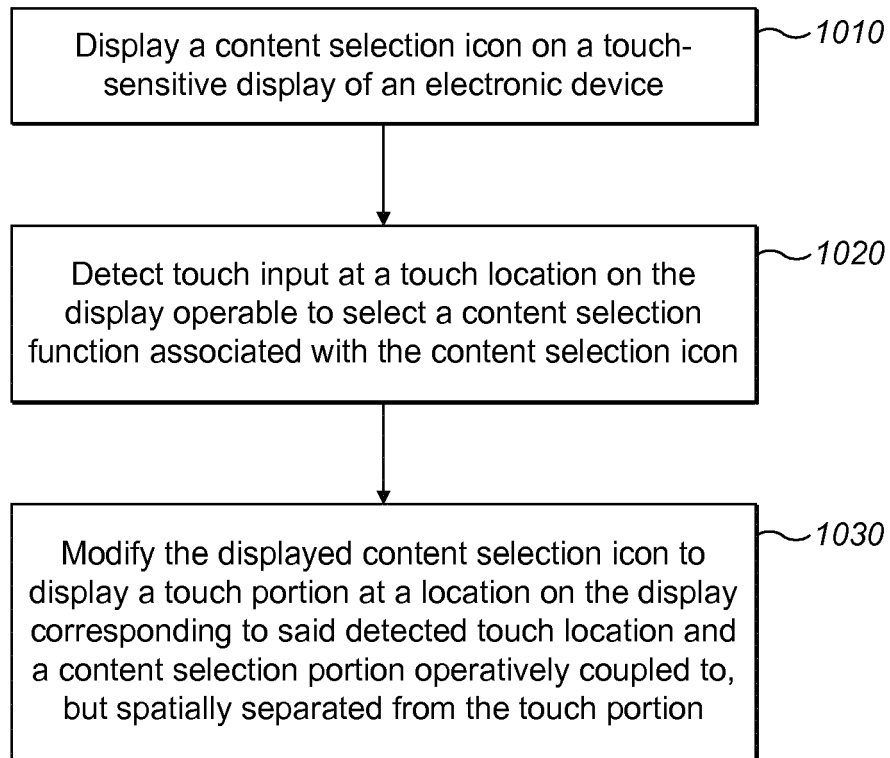 Display a content selection icon on a touch-
sensitive display of an electronic device
1010
Detect touch input at a touch location on the
display operable to select a content selection
function associated with the content selection icon
1020
Modify the displayed content selection icon to
display a touch portion at a location on the display
corresponding to said detected touch location and
a content selection portion operatively coupled to,
but spatially separated from the touch portion
1030